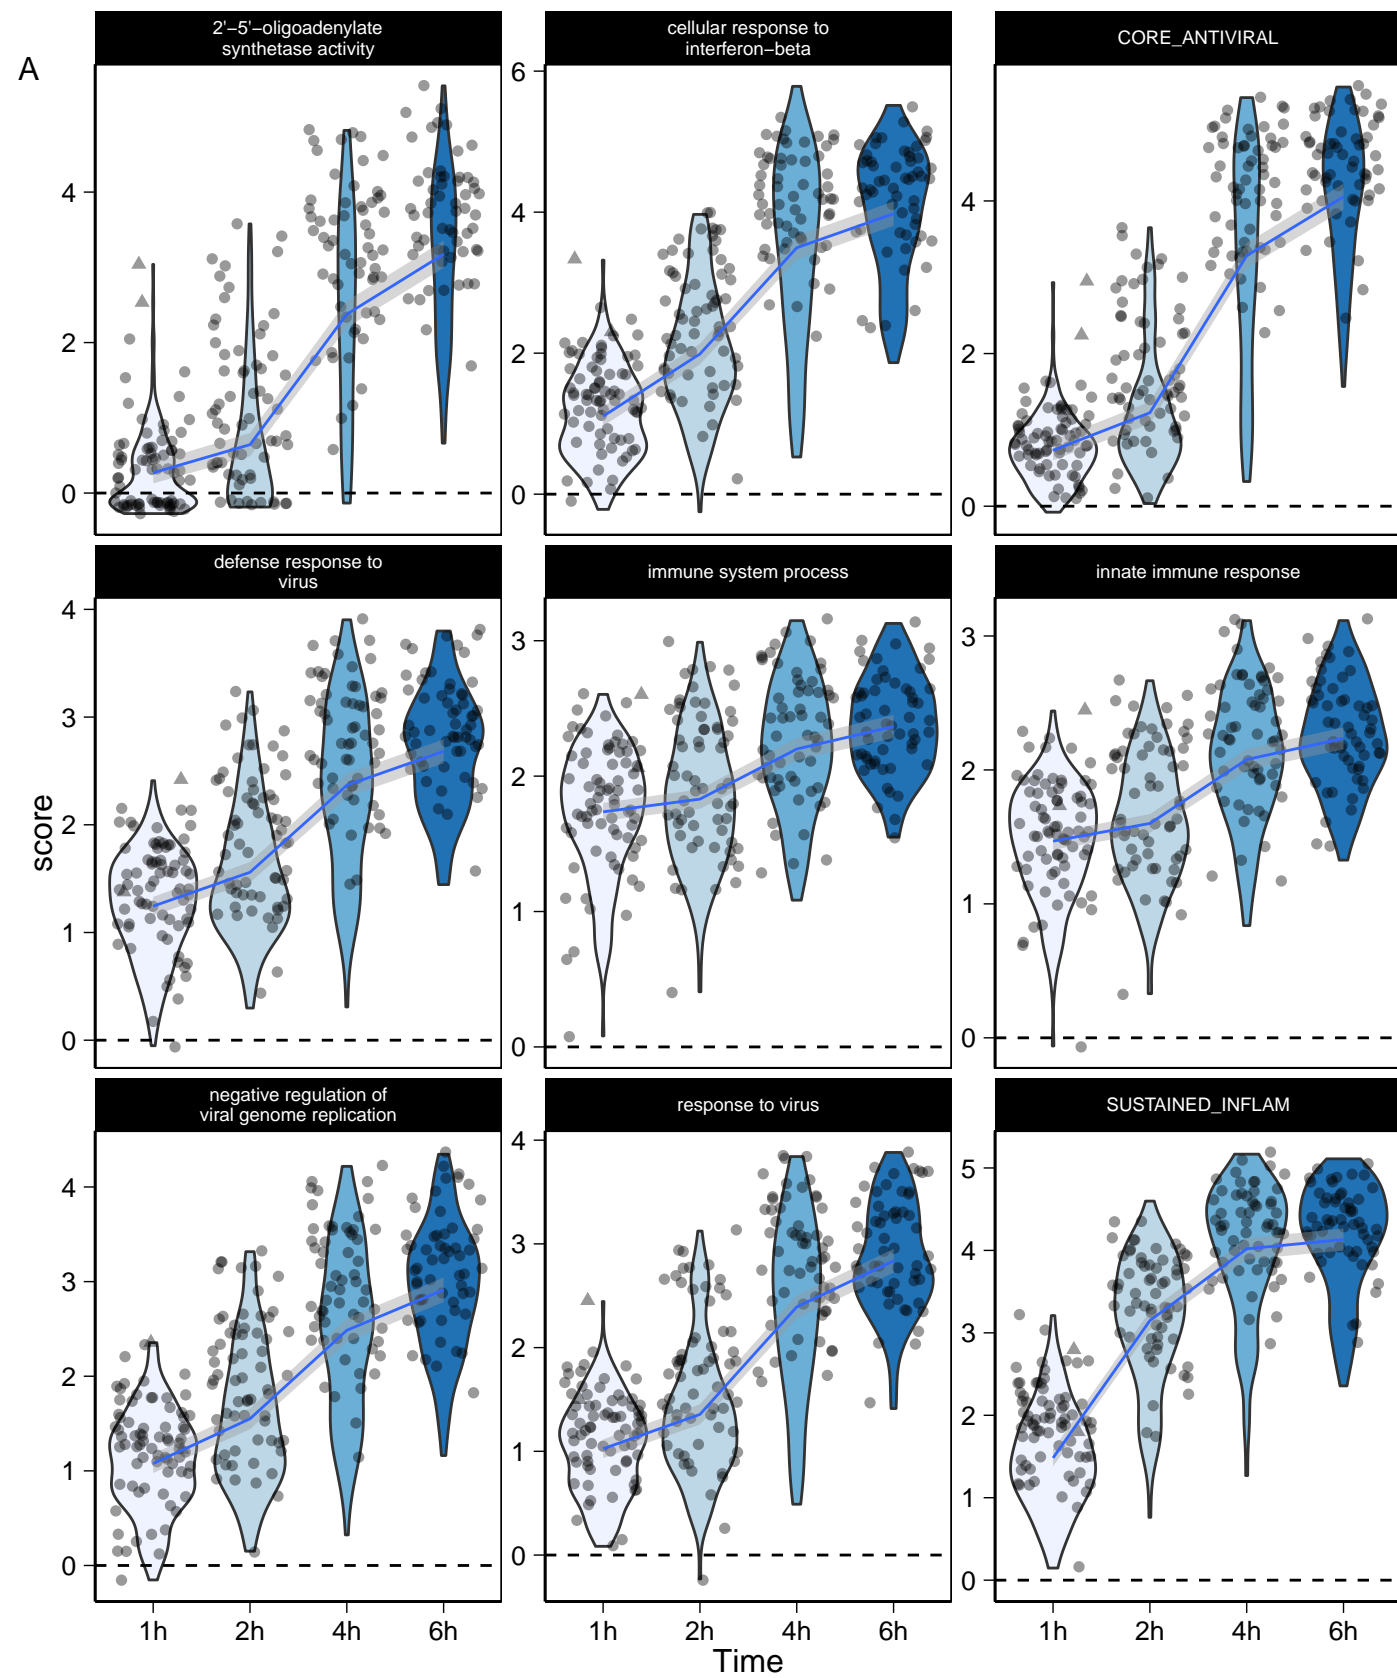 A
2'−5'−oligoadenylate
synthetase activity
cellular response to
interferon−beta
CORE_ANTIVIRAL
4
2
0
6
4
2
0
4
2
0
defense response to
virus
immune system process
innate immune response
4
3
2
1
0
3
2
1
0
3
2
1
0
score
negative regulation of
viral genome replication
response to virus
SUSTAINED_INFLAM
4
3
2
1
0
4
3
2
1
0
5
4
3
2
1
0
1h 2h 4h 6h
1h 2h 4h 6h
1h 2h 4h 6h
Time